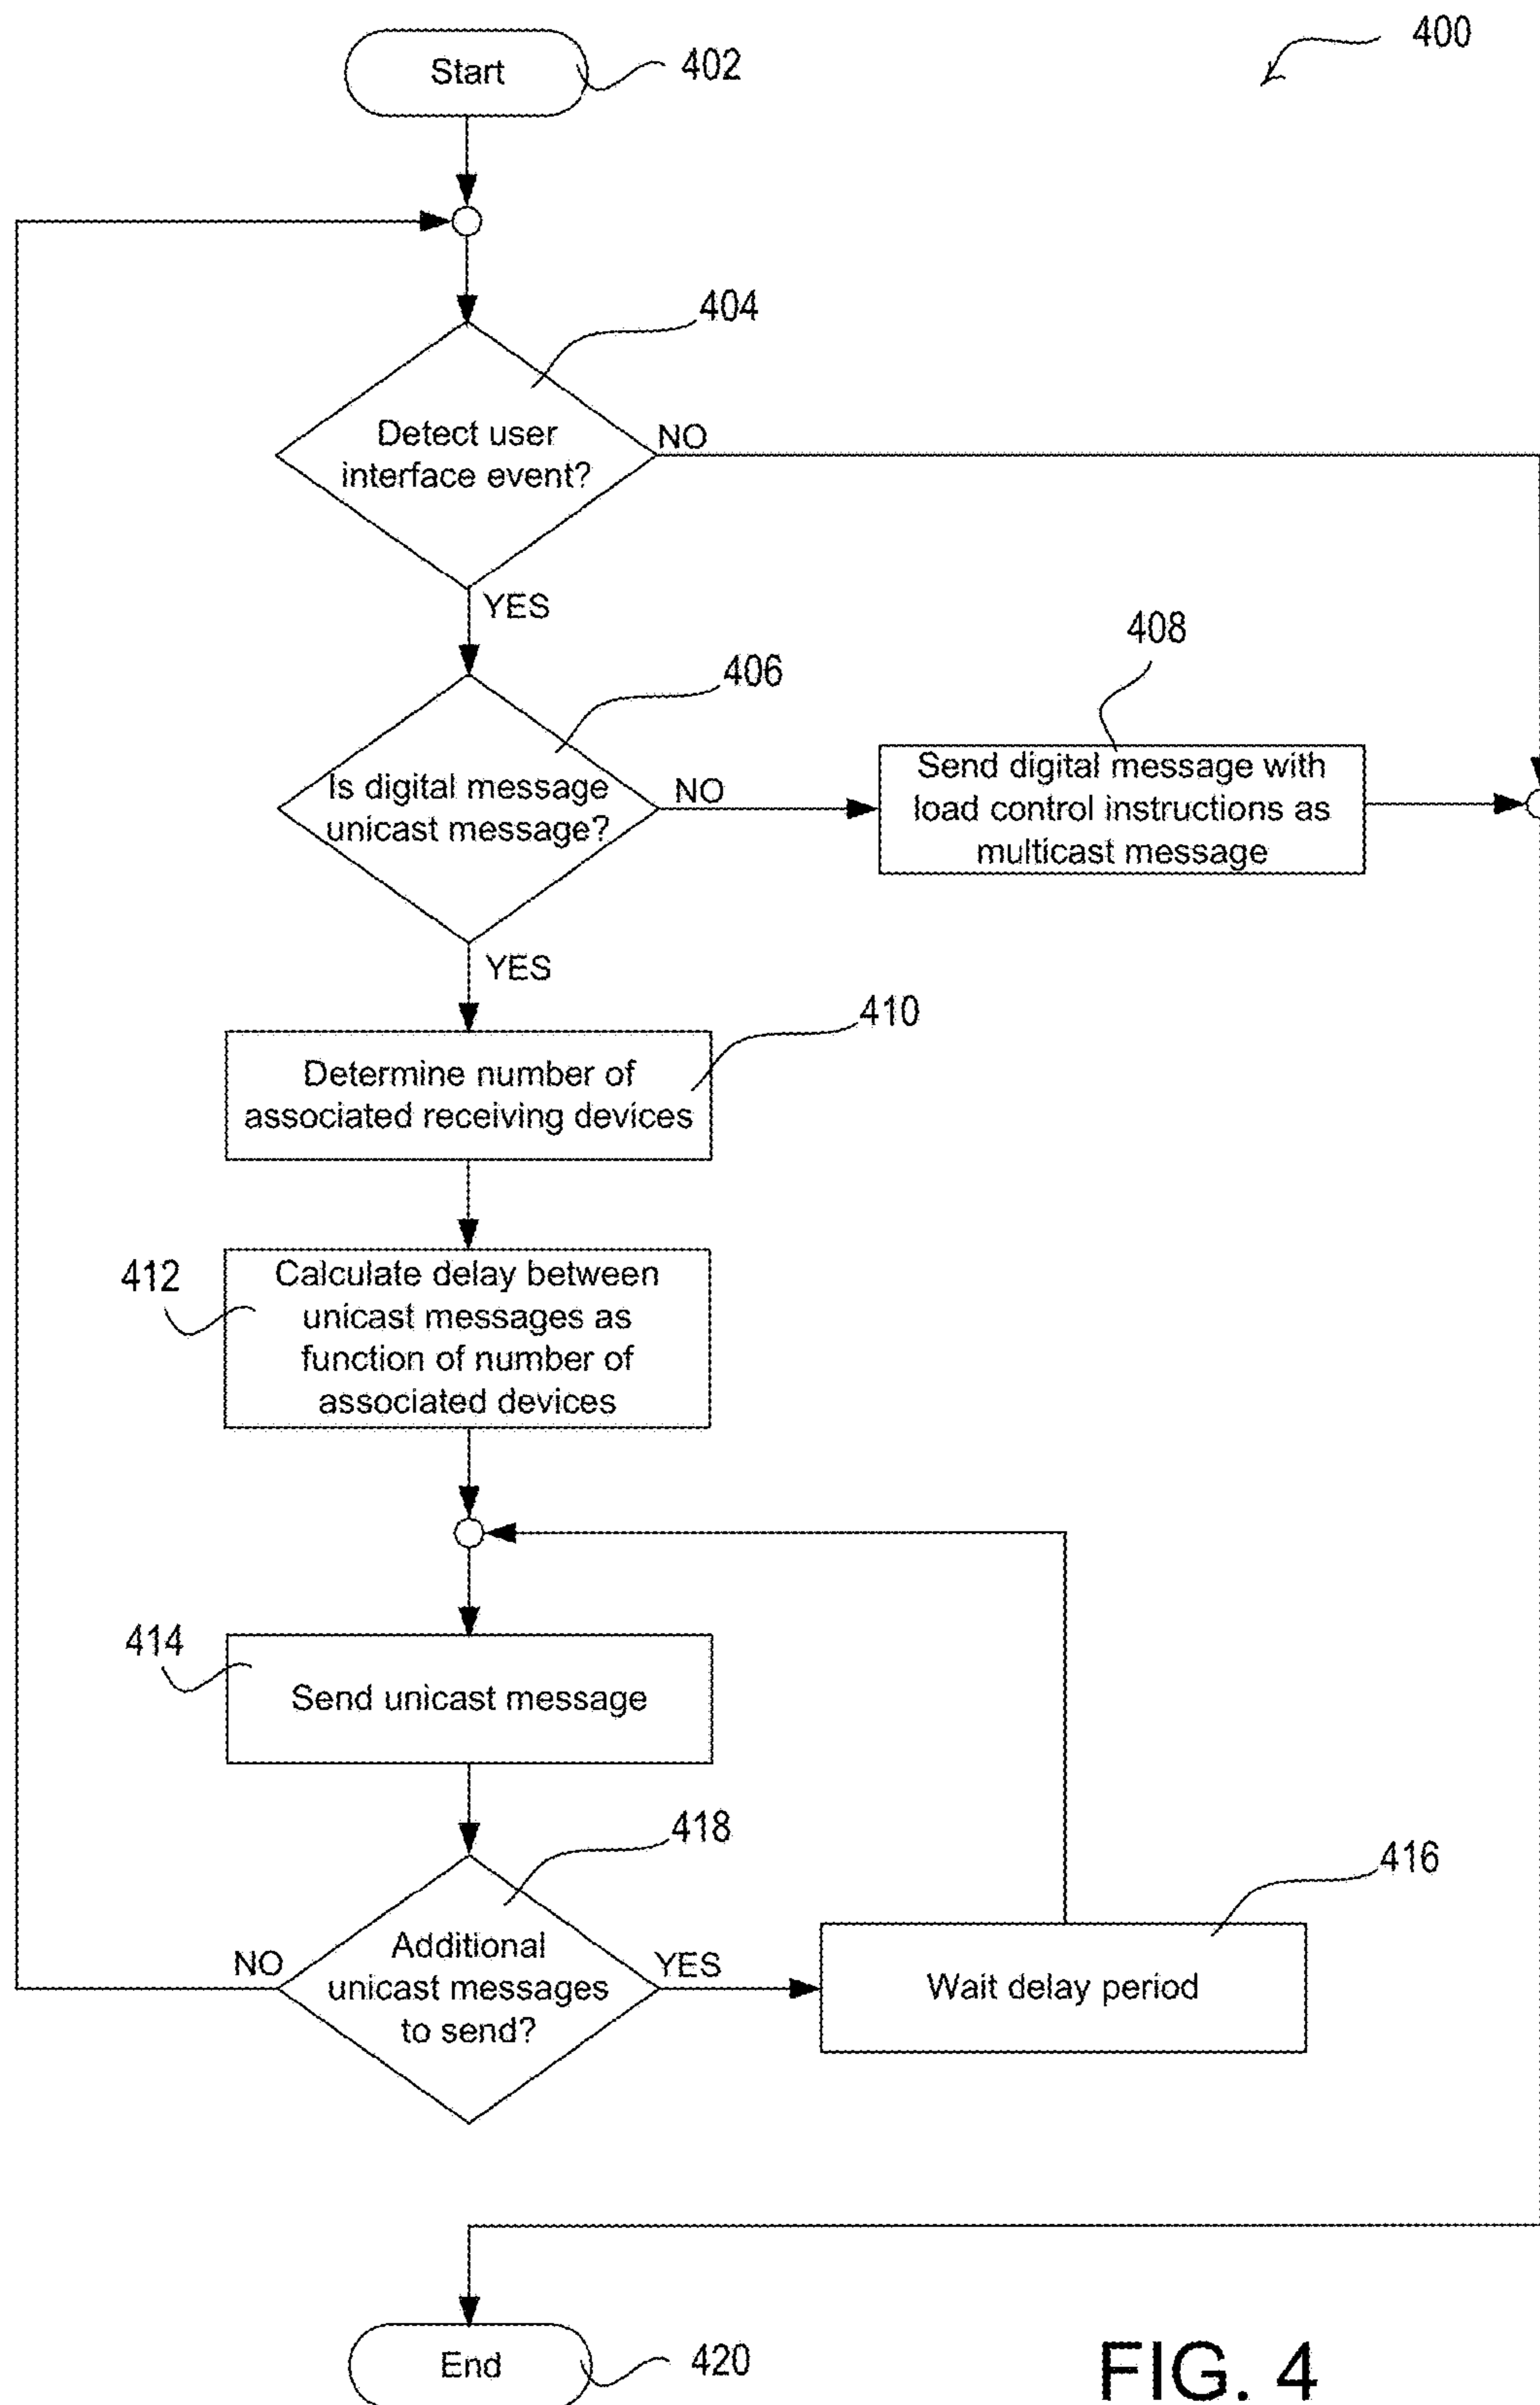 400
Start
402
404
Detect user
interface event?
NO
YES
406
408
Is digital message
unicast message?
NO
Send digital message with
load control instructions as
multicast message
YES
410
Determine number of
associated receiving devices
412
Calculate delay between
unicast messages as
function of number of
associated devices
414
Send unicast message
418
416
NO
Additional
unicast messages
to send?
YES
Wait delay period
End
420
FIG. 4